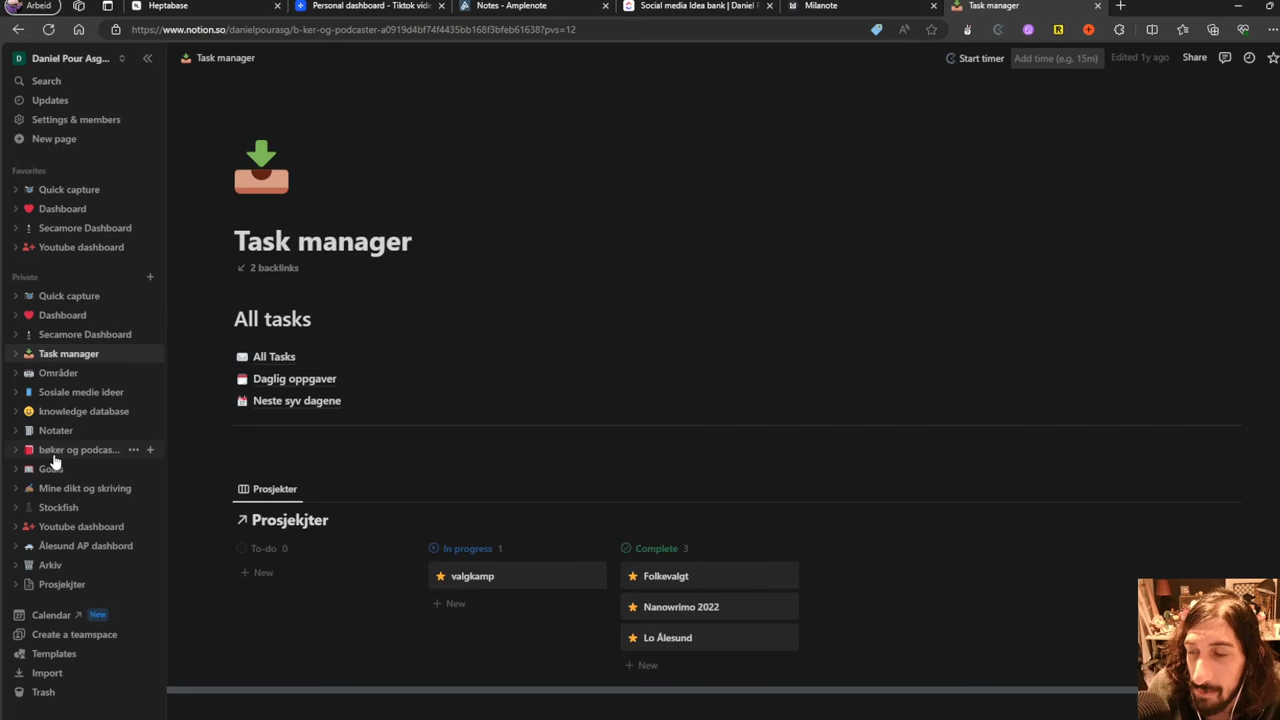 Arbeid
Heptabase
Personal dashboard - Tiktok vide
Notes - Amplenote
Social media Idea bank | Daniel P
Milanote
Task manager
https://www.notion.so/danielpourasg/b-ker-og-podcaster-a0919d4bf74f4435bb168f3bfeb61638?pvs=12
Daniel Pour Asg...
Task manager
Start timer
Add time (e.g. 15m)
Edited 1y ago
Share
Search
Updates
Settings & members
New page
Favorites
Quick capture
Dashboard
Secamore Dashboard
Youtube dashboard
Private
Quick capture
Dashboard
Secamore Dashboard
Task manager
Områder
Sosiale medie ideer
knowledge database
Notater
bøker og podcas...
Mine dikt og skriving
Stockfish
Youtube dashboard
Ålesund AP dashbord
Arkiv
Prosjekjter
Calendar ↗ New
Create a teamspace
Templates
Import
Trash
Task manager
2 backlinks
All tasks
All Tasks
Daglig oppgaver
Neste syv dagene
Prosjekter
Prosjekjter
To-do 0
In progress 1
Complete 3
+ New
valgkamp
+ New
Folkevalgt
Nanowrimo 2022
Lo Ålesund
+ New